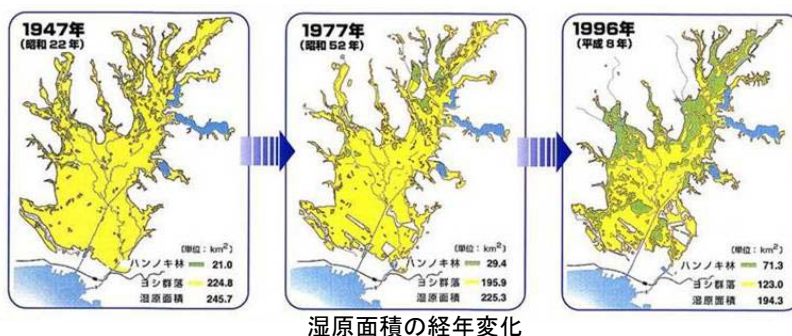 1947年
(昭和22年)
(単位：km²)
ハンノキ林 21.0
ヨシ群落 224.8
湿原面積 245.7
1977年
(昭和52年)
(単位：km²)
ハンノキ林 29.4
ヨシ群落 195.9
湿原面積 225.3
1996年
(平成8年)
(単位：km²)
ハンノキ林 71.3
ヨシ群落 123.0
湿原面積 194.3
湿原面積の経年変化